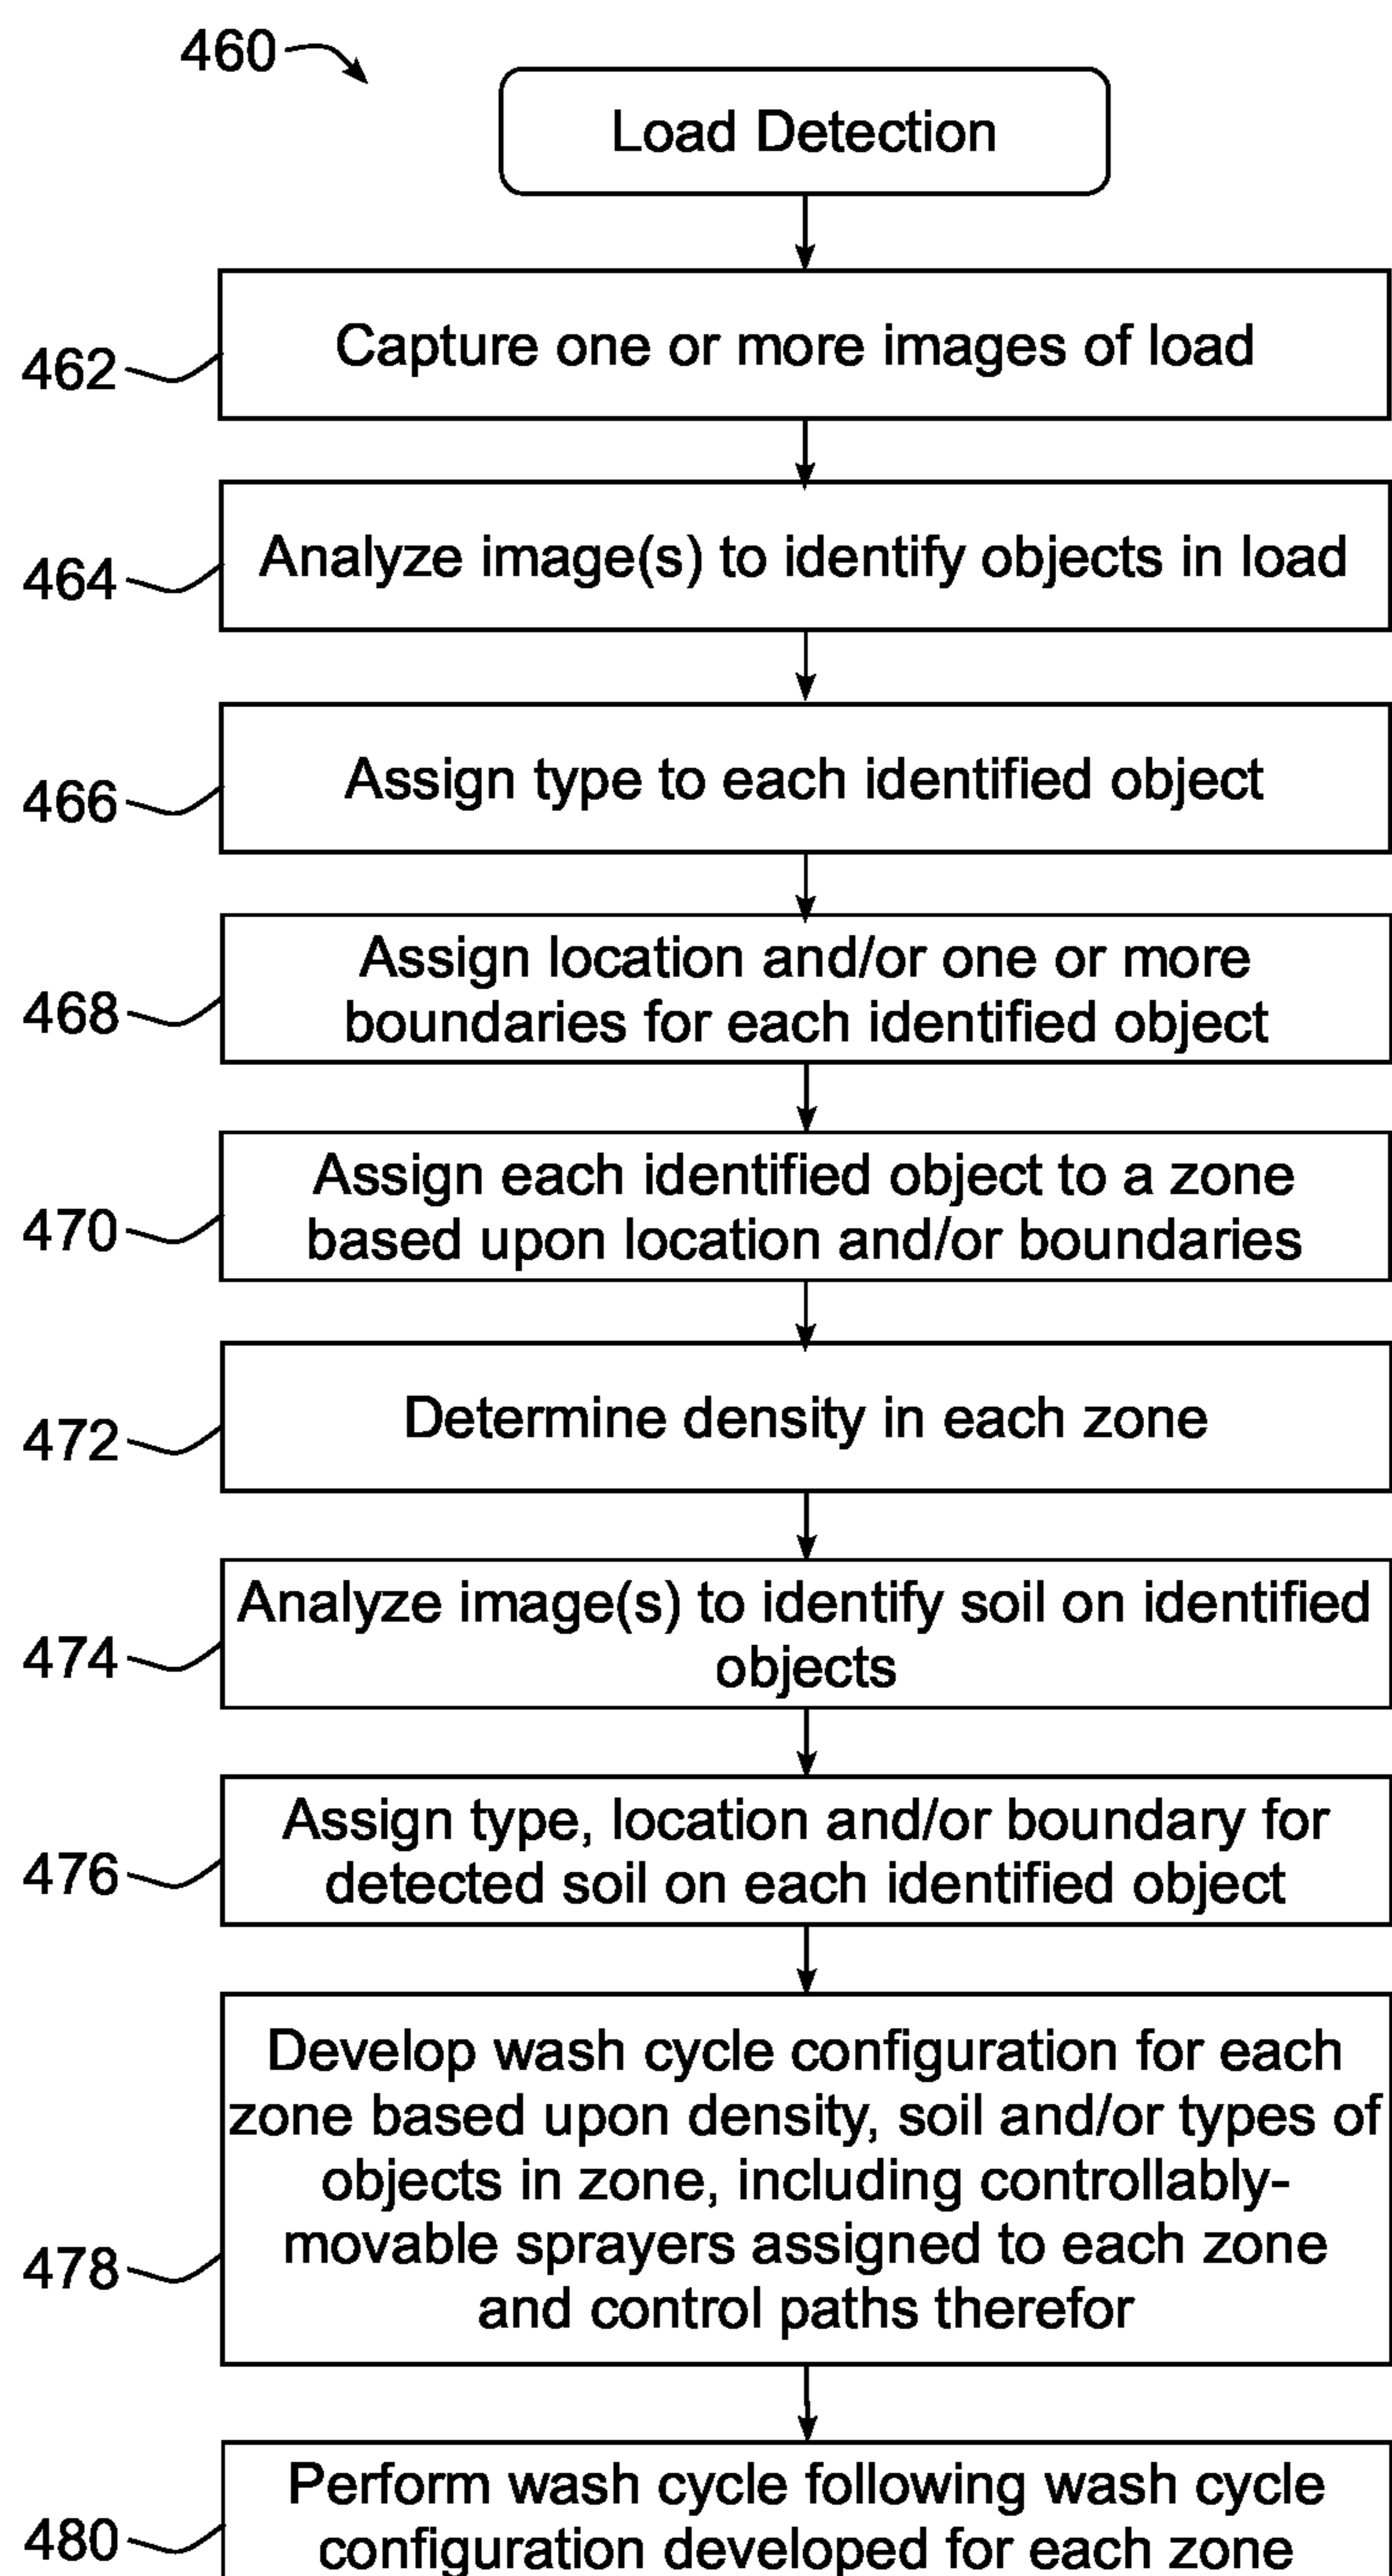 460
Load Detection
462
Capture one or more images of load
464
Analyze image(s) to identify objects in load
466
Assign type to each identified object
468
Assign location and/or one or more
boundaries for each identified object
470
Assign each identified object to a zone
based upon location and/or boundaries
472
Determine density in each zone
474
Analyze image(s) to identify soil on identified
objects
476
Assign type, location and/or boundary for
detected soil on each identified object
478
Develop wash cycle configuration for each
zone based upon density, soil and/or types of
objects in zone, including controllably-
movable sprayers assigned to each zone
and control paths therefor
480
Perform wash cycle following wash cycle
configuration developed for each zone